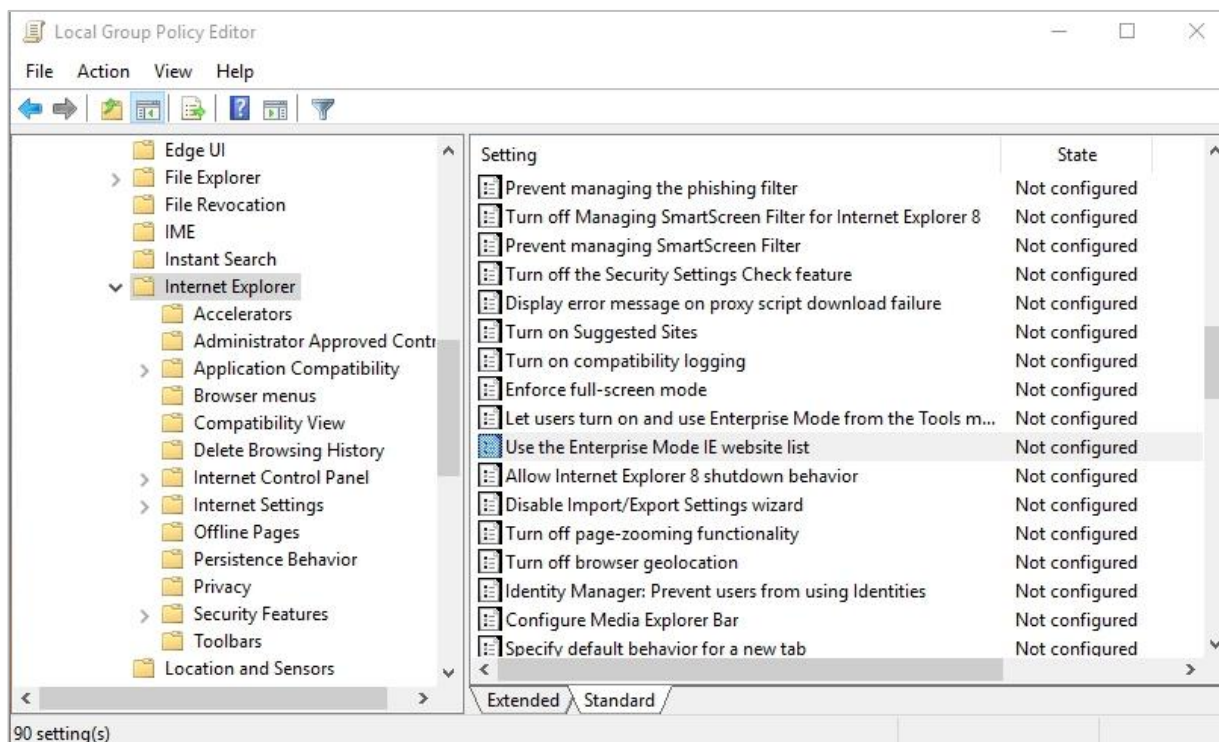 Local Group Policy Editor
File Action View Help
Edge UI
File Explorer
File Revocation
IME
Instant Search
Internet Explorer
Accelerators
Administrator Approved Contr
Application Compatibility
Browser menus
Compatibility View
Delete Browsing History
Internet Control Panel
Internet Settings
Offline Pages
Persistence Behavior
Privacy
Security Features
Toolbars
Location and Sensors
Setting State
Prevent managing the phishing filter Not configured
Turn off Managing SmartScreen Filter for Internet Explorer 8 Not configured
Prevent managing SmartScreen Filter Not configured
Turn off the Security Settings Check feature Not configured
Display error message on proxy script download failure Not configured
Turn on Suggested Sites Not configured
Turn on compatibility logging Not configured
Enforce full-screen mode Not configured
Let users turn on and use Enterprise Mode from the Tools m... Not configured
Use the Enterprise Mode IE website list Not configured
Allow Internet Explorer 8 shutdown behavior Not configured
Disable Import/Export Settings wizard Not configured
Turn off page-zooming functionality Not configured
Turn off browser geolocation Not configured
Identity Manager: Prevent users from using Identities Not configured
Configure Media Explorer Bar Not configured
Specify default behavior for a new tab Not configured
Extended Standard
90 setting(s)